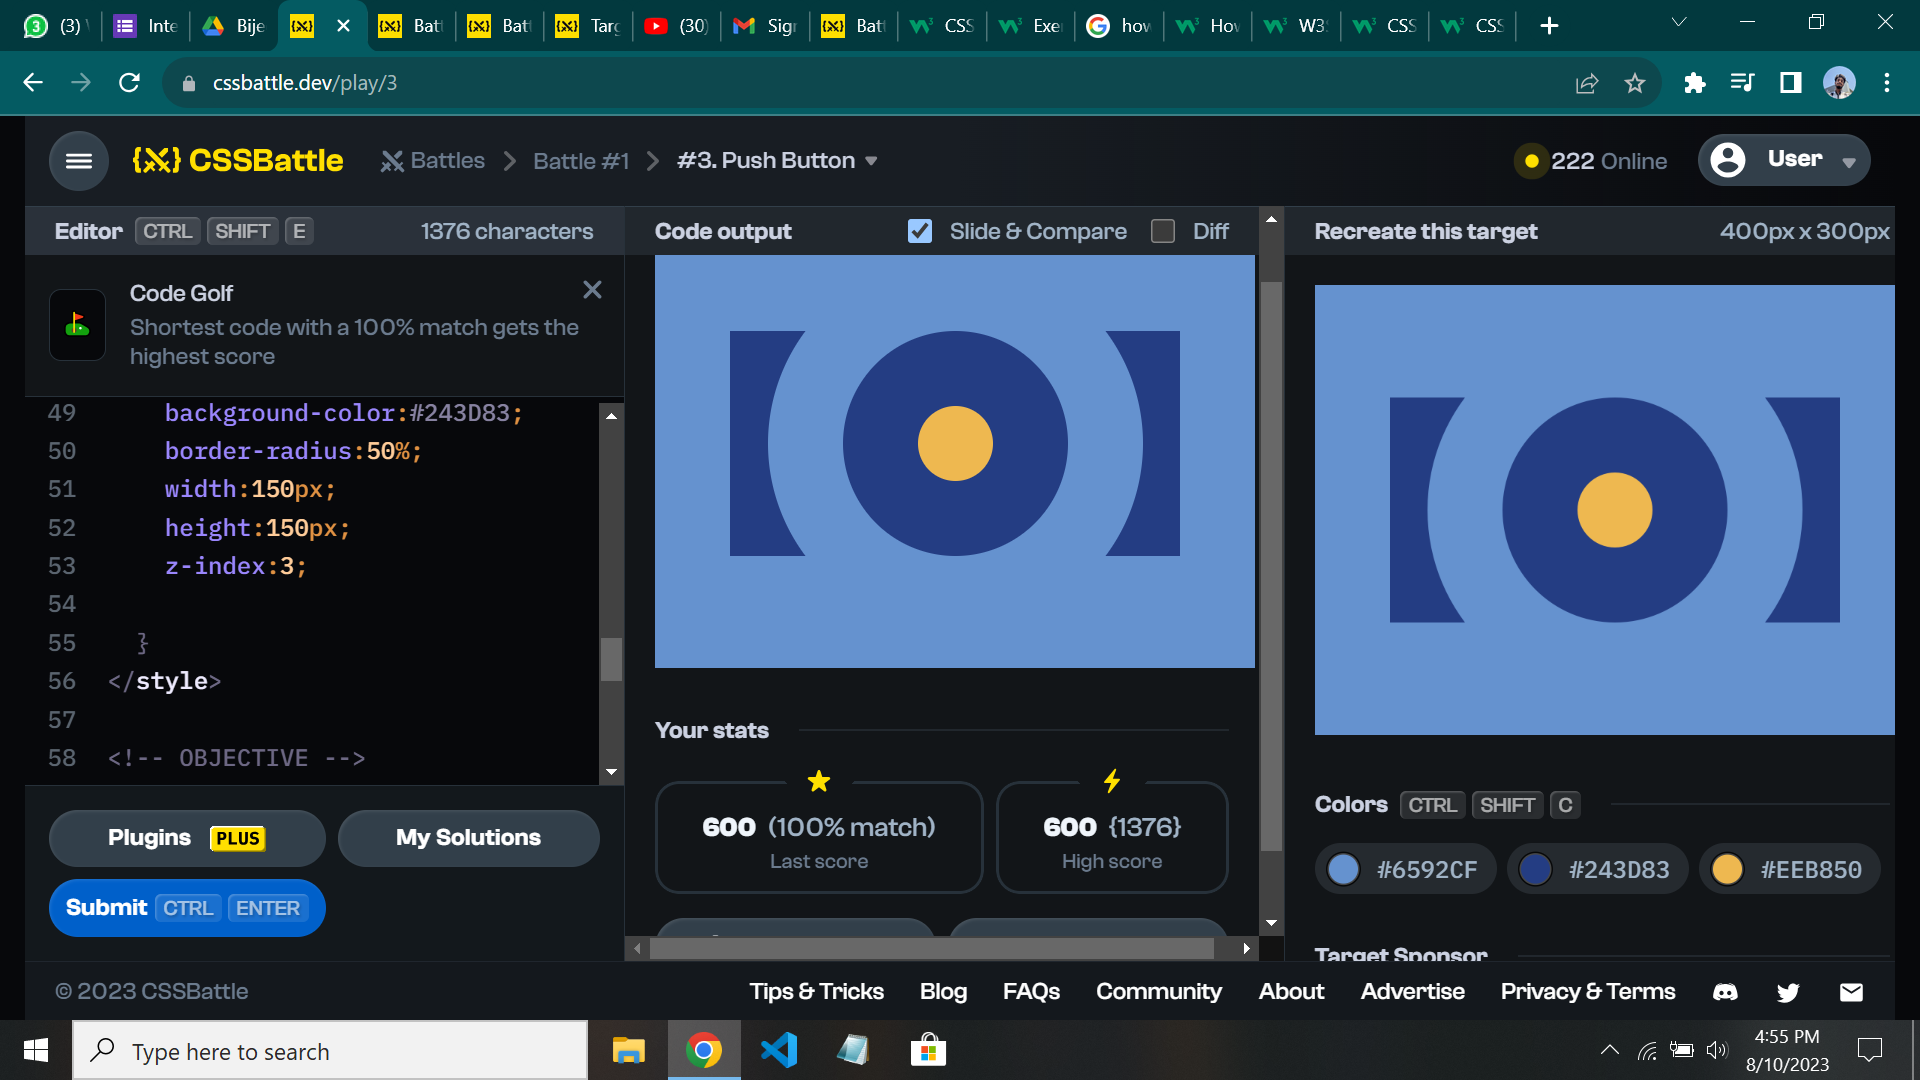 (3)
Inte
Bije
Batt
Batt
Targ
(30)
Sign
Batt
CSS
Exer
how
How
W3S
CSS
CSS
cssbattle.dev/play/3
CSSBattle
Battles
Battle #1
#3. Push Button
222 Online
User
Editor CTRL SHIFT E
1376 characters
Code output
Slide & Compare
Diff
Recreate this target
400px x 300px
Code Golf
Shortest code with a 100% match gets the
highest score
49 background-color:#243D83;
50 border-radius:50%;
51 width:150px;
52 height:150px;
53 z-index:3;
54
55 }
56 </style>
57
58 <!-- OBJECTIVE -->
Plugins PLUS
My Solutions
Submit CTRL ENTER
Your stats
600 (100% match)
Last score
600 {1376}
High score
Colors CTRL SHIFT C
#6592CF
#243D83
#EEB850
Target Sponsor
© 2023 CSSBattle
Tips & Tricks
Blog
FAQs
Community
About
Advertise
Privacy & Terms
Type here to search
4:55 PM
8/10/2023